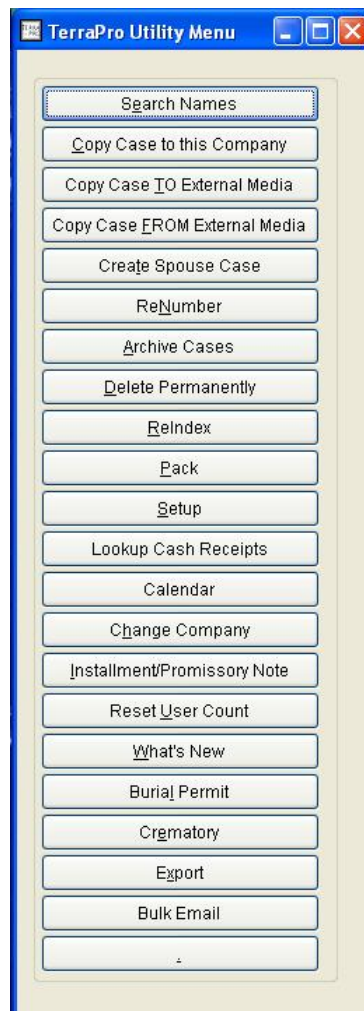 TerraPro Utility Menu
Search Names
Copy Case to this Company
Copy Case TO External Media
Copy Case FROM External Media
Create Spouse Case
ReNumber
Archive Cases
Delete Permanently
ReIndex
Pack
Setup
Lookup Cash Receipts
Calendar
Change Company
Installment/Promissory Note
Reset User Count
What's New
Burial Permit
Crematory
Export
Bulk Email
.